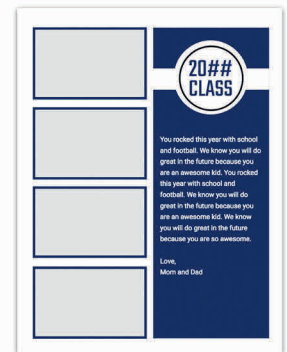 20##
CLASS
You rocked this year with school
and football. We know you will do
great in the future because you
are an awesome kid. You rocked
this year with school and
football. We know you will do
great in the future because you
are an awesome kid. We know
you will do great in the future
because you are so awesome.
Love,
Mom and Dad